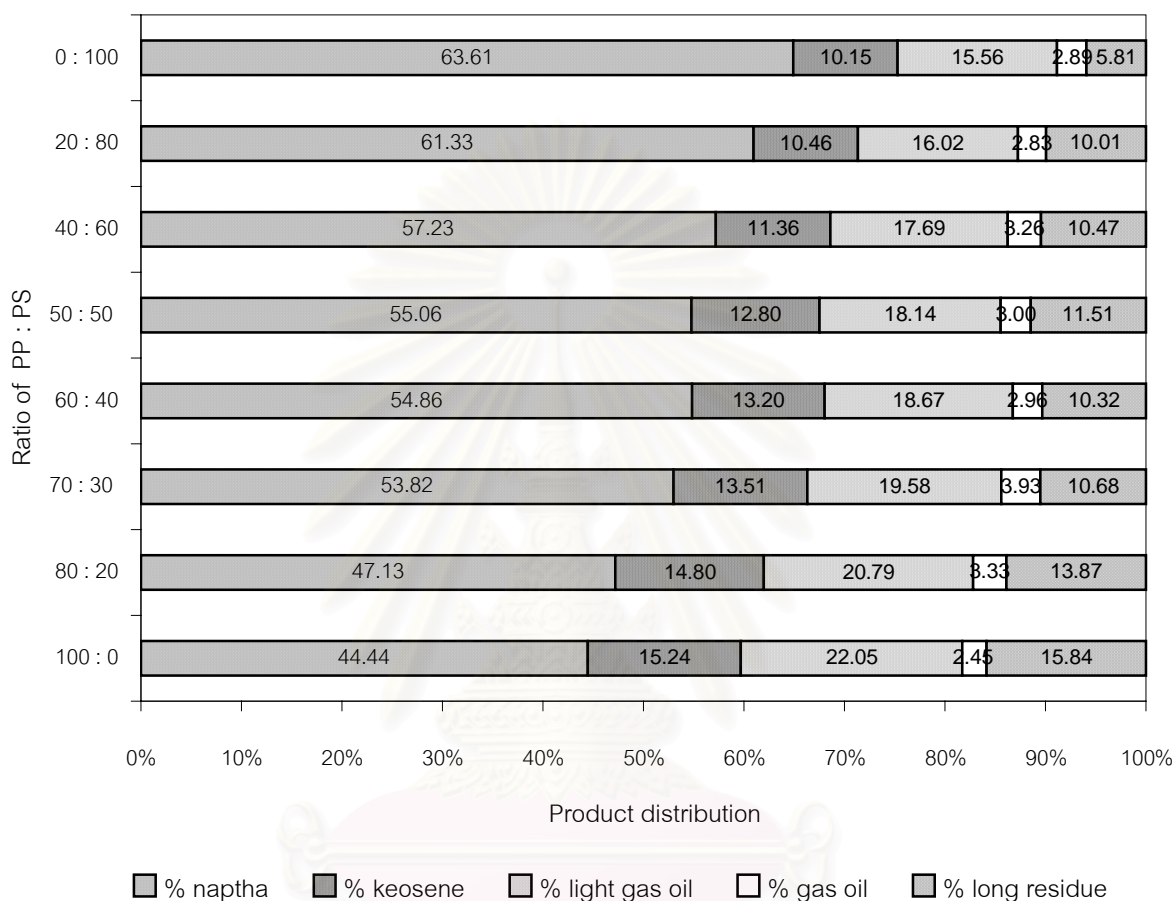 0 : 100 63.61 10.15 15.56 2.89 5.81
20 : 80 61.33 10.46 16.02 2.83 10.01
40 : 60 57.23 11.36 17.69 3.26 10.47
50 : 50 55.06 12.80 18.14 3.00 11.51
60 : 40 54.86 13.20 18.67 2.96 10.32
70 : 30 53.82 13.51 19.58 3.93 10.68
80 : 20 47.13 14.80 20.79 3.33 13.87
100 : 0 44.44 15.24 22.05 2.45 15.84
Ratio of PP : PS
0% 10% 20% 30% 40% 50% 60% 70% 80% 90% 100%
Product distribution
% naptha % keosene % light gas oil % gas oil % long residue